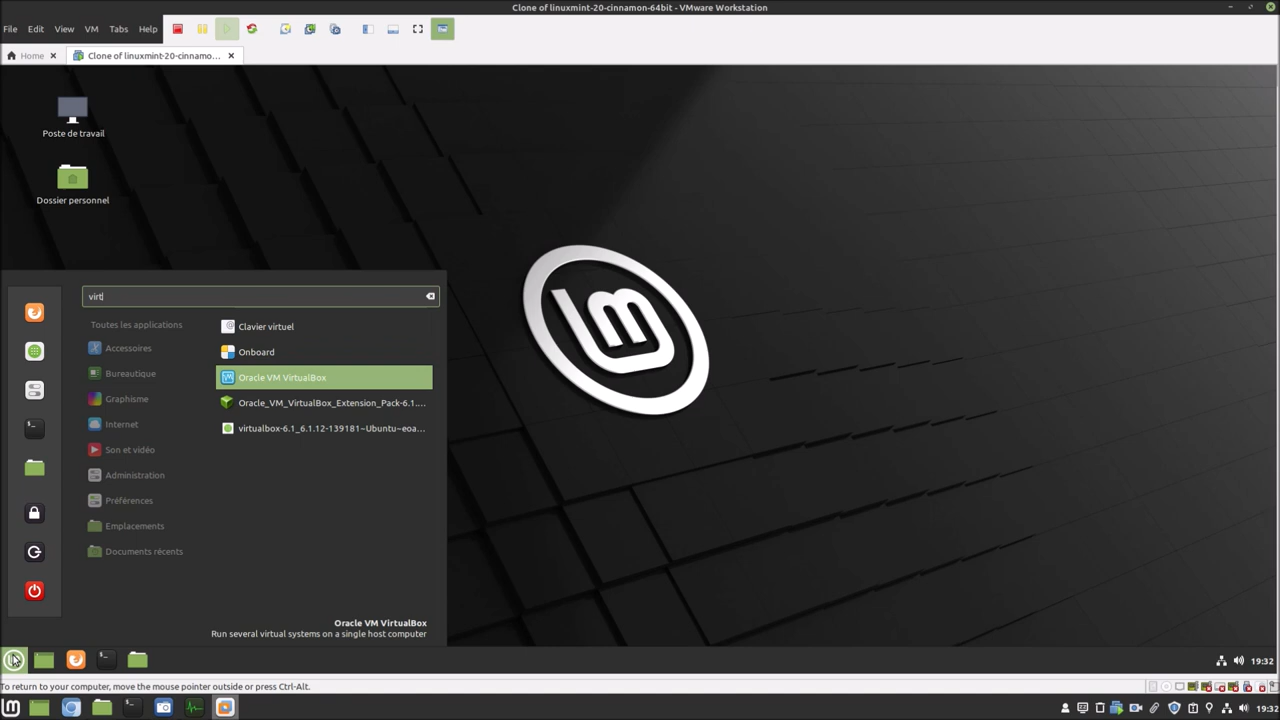 Clone of linuxmint-20-cinnamon-64bit - VMware Workstation
File Edit View VM Tabs Help
Home Clone of linuxmint-20-cinnamo...
Poste de travail
Dossier personnel
virt
Toutes les applications
Accessoires
Bureautique
Graphisme
Internet
Son et vidéo
Administration
Préférences
Emplacements
Documents récents
Clavier virtuel
Onboard
Oracle VM VirtualBox
Oracle_VM_VirtualBox_Extension_Pack-6.1....
virtualbox-6.1_6.1.12-139181~Ubuntu~eoa...
Oracle VM VirtualBox
Run several virtual systems on a single host computer
19:32
To return to your computer, move the mouse pointer outside or press Ctrl-Alt.
19:32